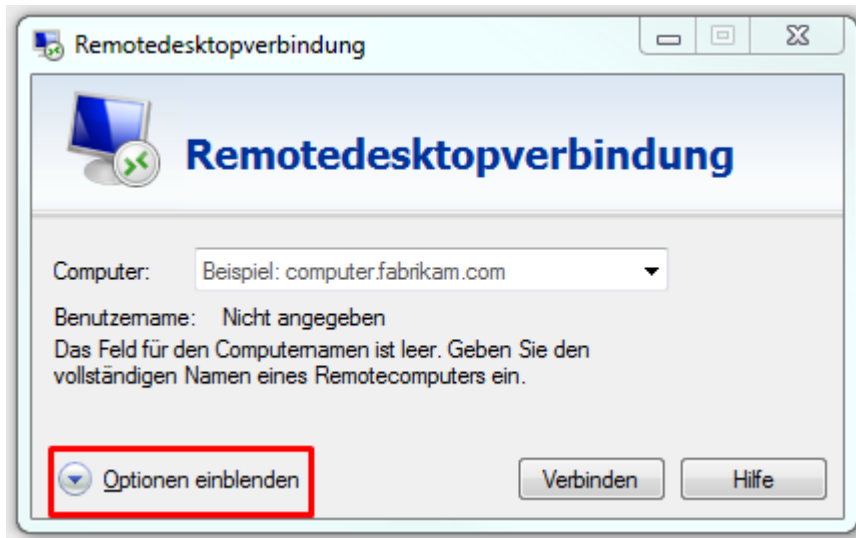 Remotedesktopverbindung
Remotedesktopverbindung
Computer: Beispiel: computer.fabrikam.com
Benutzername: Nicht angegeben
Das Feld für den Computernamen ist leer. Geben Sie den
vollständigen Namen eines Remotecomputers ein.
Optionen einblenden Verbinden Hilfe